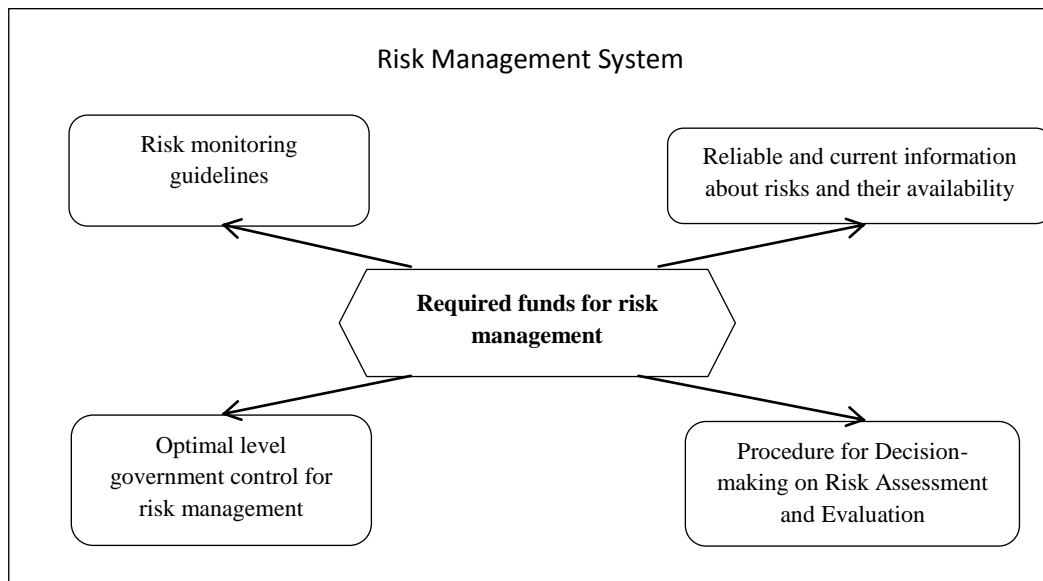 Risk Management System
Risk monitoring
guidelines
Reliable and current information
about risks and their availability
Required funds for risk
management
Optimal level
government control for
risk management
Procedure for Decision-
making on Risk Assessment
and Evaluation